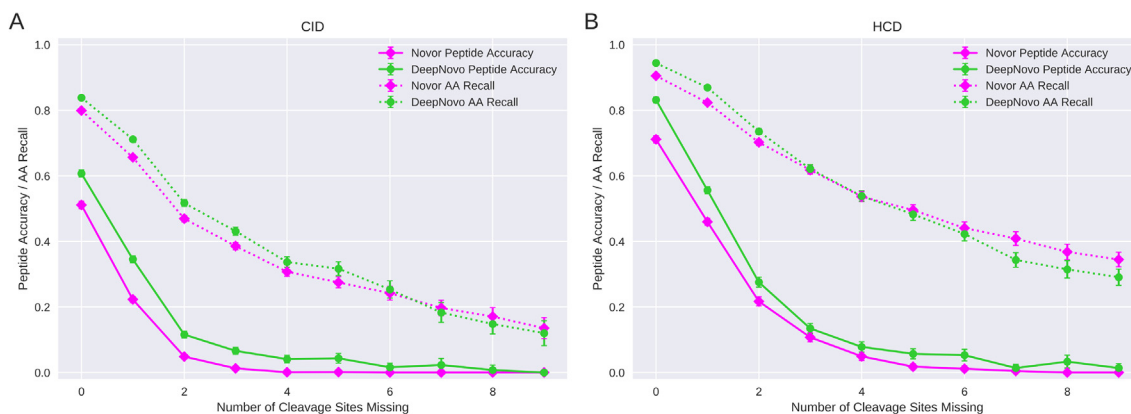 A
CID
1.0
0.8
0.6
0.4
0.2
0.0
Peptide Accuracy / AA Recall
Novor Peptide Accuracy
DeepNovo Peptide Accuracy
Novor AA Recall
DeepNovo AA Recall
0 2 4 6 8
Number of Cleavage Sites Missing
B
HCD
1.0
0.8
0.6
0.4
0.2
0.0
Peptide Accuracy / AA Recall
Novor Peptide Accuracy
DeepNovo Peptide Accuracy
Novor AA Recall
DeepNovo AA Recall
0 2 4 6 8
Number of Cleavage Sites Missing